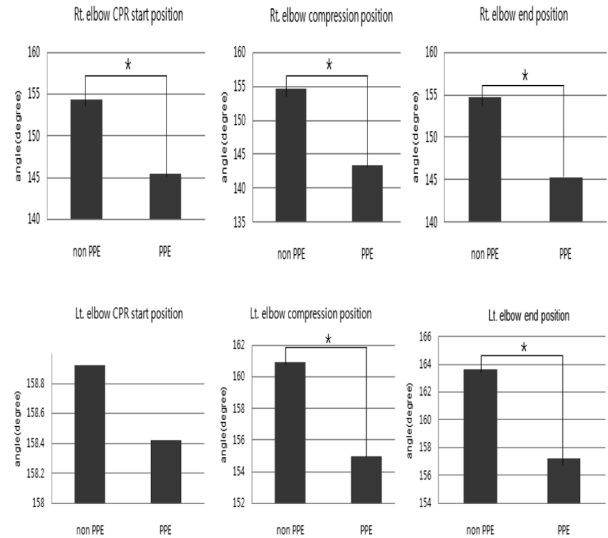 Rt. elbow CPR start position
160
155
150
145
140
angle(degree)
*
non PPE PPE
Rt. elbow compression position
160
155
150
145
140
135
angle(degree)
*
non PPE PPE
Rt. elbow end position
160
155
150
145
140
angle(degree)
*
non PPE PPE
Lt. elbow CPR start position
158.8
158.6
158.4
158.2
158
angle(degree)
non PPE PPE
Lt. elbow compression position
162
160
158
156
154
152
angle(degree)
*
non PPE PPE
Lt. elbow end position
166
164
162
160
158
156
154
angle(degree)
*
non PPE PPE